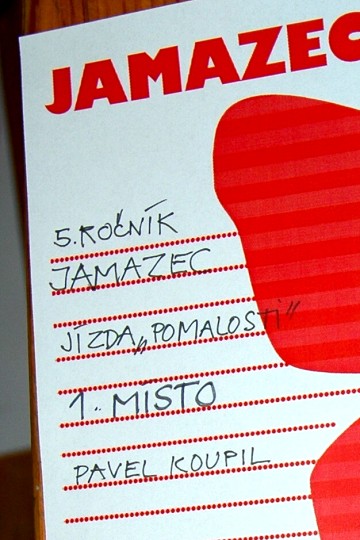 JAMAZEC
5. ROČNÍK
JAMAZEC
JÍZDA „POMALOSTI"
1. MÍSTO
PAVEL KOUPIL